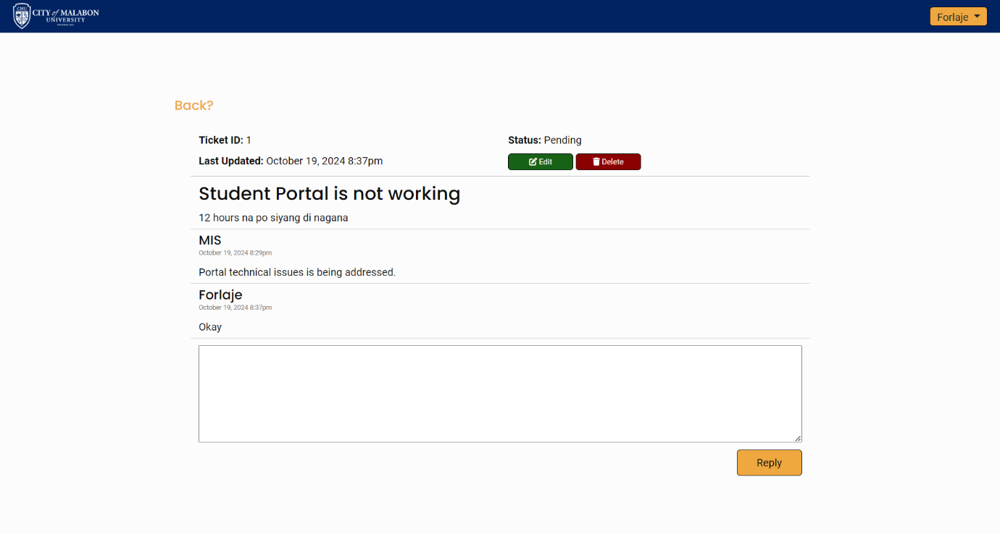 CMU
CITY of MALABON
UNIVERSITY
Forlaje
Back?
Ticket ID: 1
Status: Pending
Last Updated: October 19, 2024 8:37pm
Edit
Delete
Student Portal is not working
12 hours na po siyang di nagana
MIS
October 19, 2024 8:29pm
Portal technical issues is being addressed.
Forlaje
October 19, 2024 8:37pm
Okay
Reply